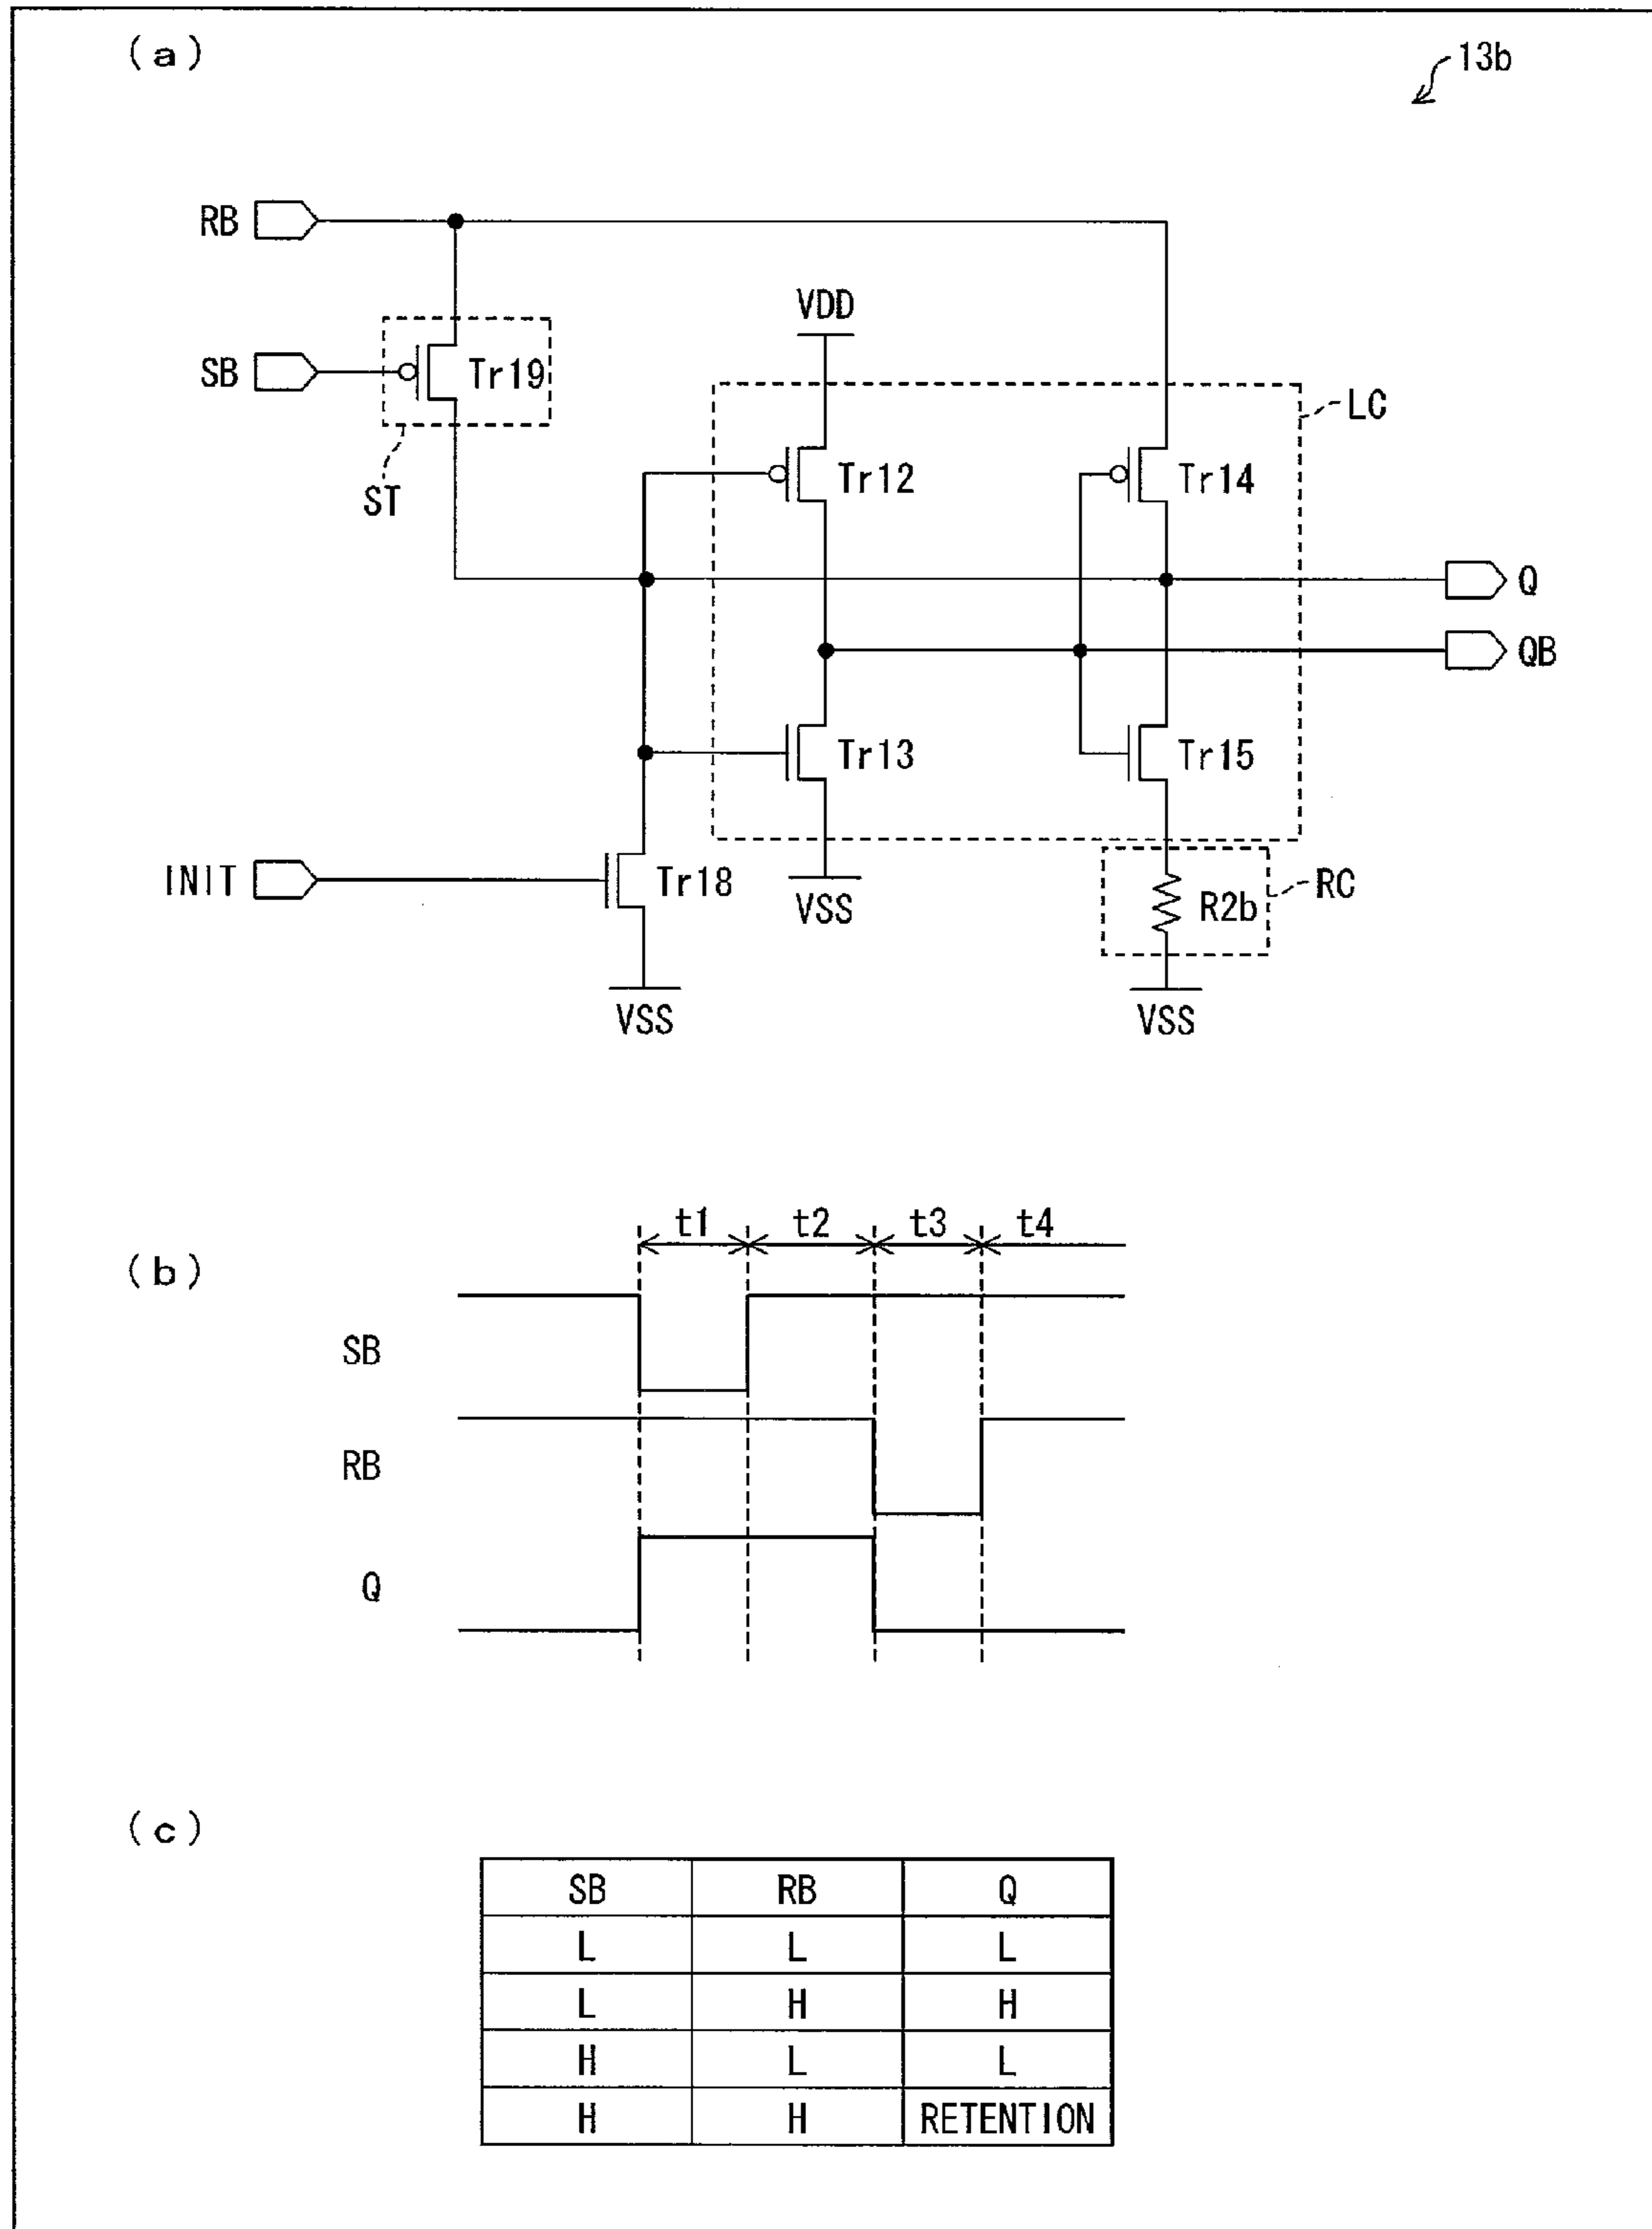 (a)
13b
RB
VDD
SB
Tr19
LC
Tr12
Tr14
ST
Q
QB
Tr13
Tr15
INIT
Tr18
VSS
R2b
RC
VSS
VSS
t1 t2 t3 t4
(b)
SB
RB
Q
(c)
SB RB Q
L L L
L H H
H L L
H H RETENTION